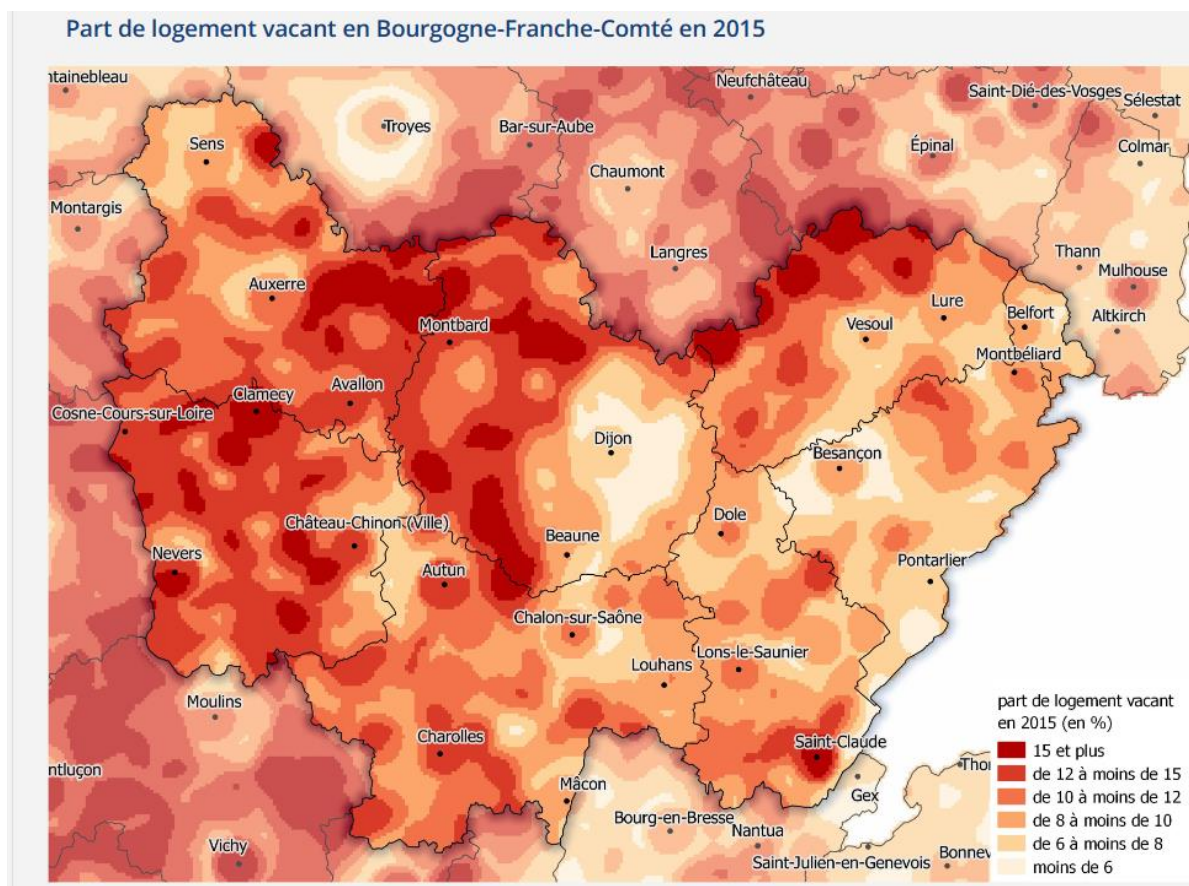 Part de logement vacant en Bourgogne-Franche-Comté en 2015
Neufchâteau
Saint-Dié-des-Vosges
Sélestat
Troyes
Bar-sur-Aube
Sens
Épinal
Colmar
Chaumont
Montargis
Langres
Thann
Mulhouse
Auxerre
Lure
Belfort
Altkirch
Vesoul
Montbard
Montbéliard
Avallon
Clamecy
Cosne-Cours-sur-Loire
Dijon
Besançon
Château-Chinon (Ville)
Dole
Beaune
Nevers
Autun
Pontarlier
Chalon-sur-Saône
Louhans
Lons-le-Saunier
Moulins
Charolles
Saint-Claude
Mâcon
Gex
Bourg-en-Bresse
Nantua
Vichy
Saint-Julien-en-Genevois
part de logement vacant
en 2015 (en %)
15 et plus
de 12 à moins de 15
de 10 à moins de 12
de 8 à moins de 10
de 6 à moins de 8
moins de 6